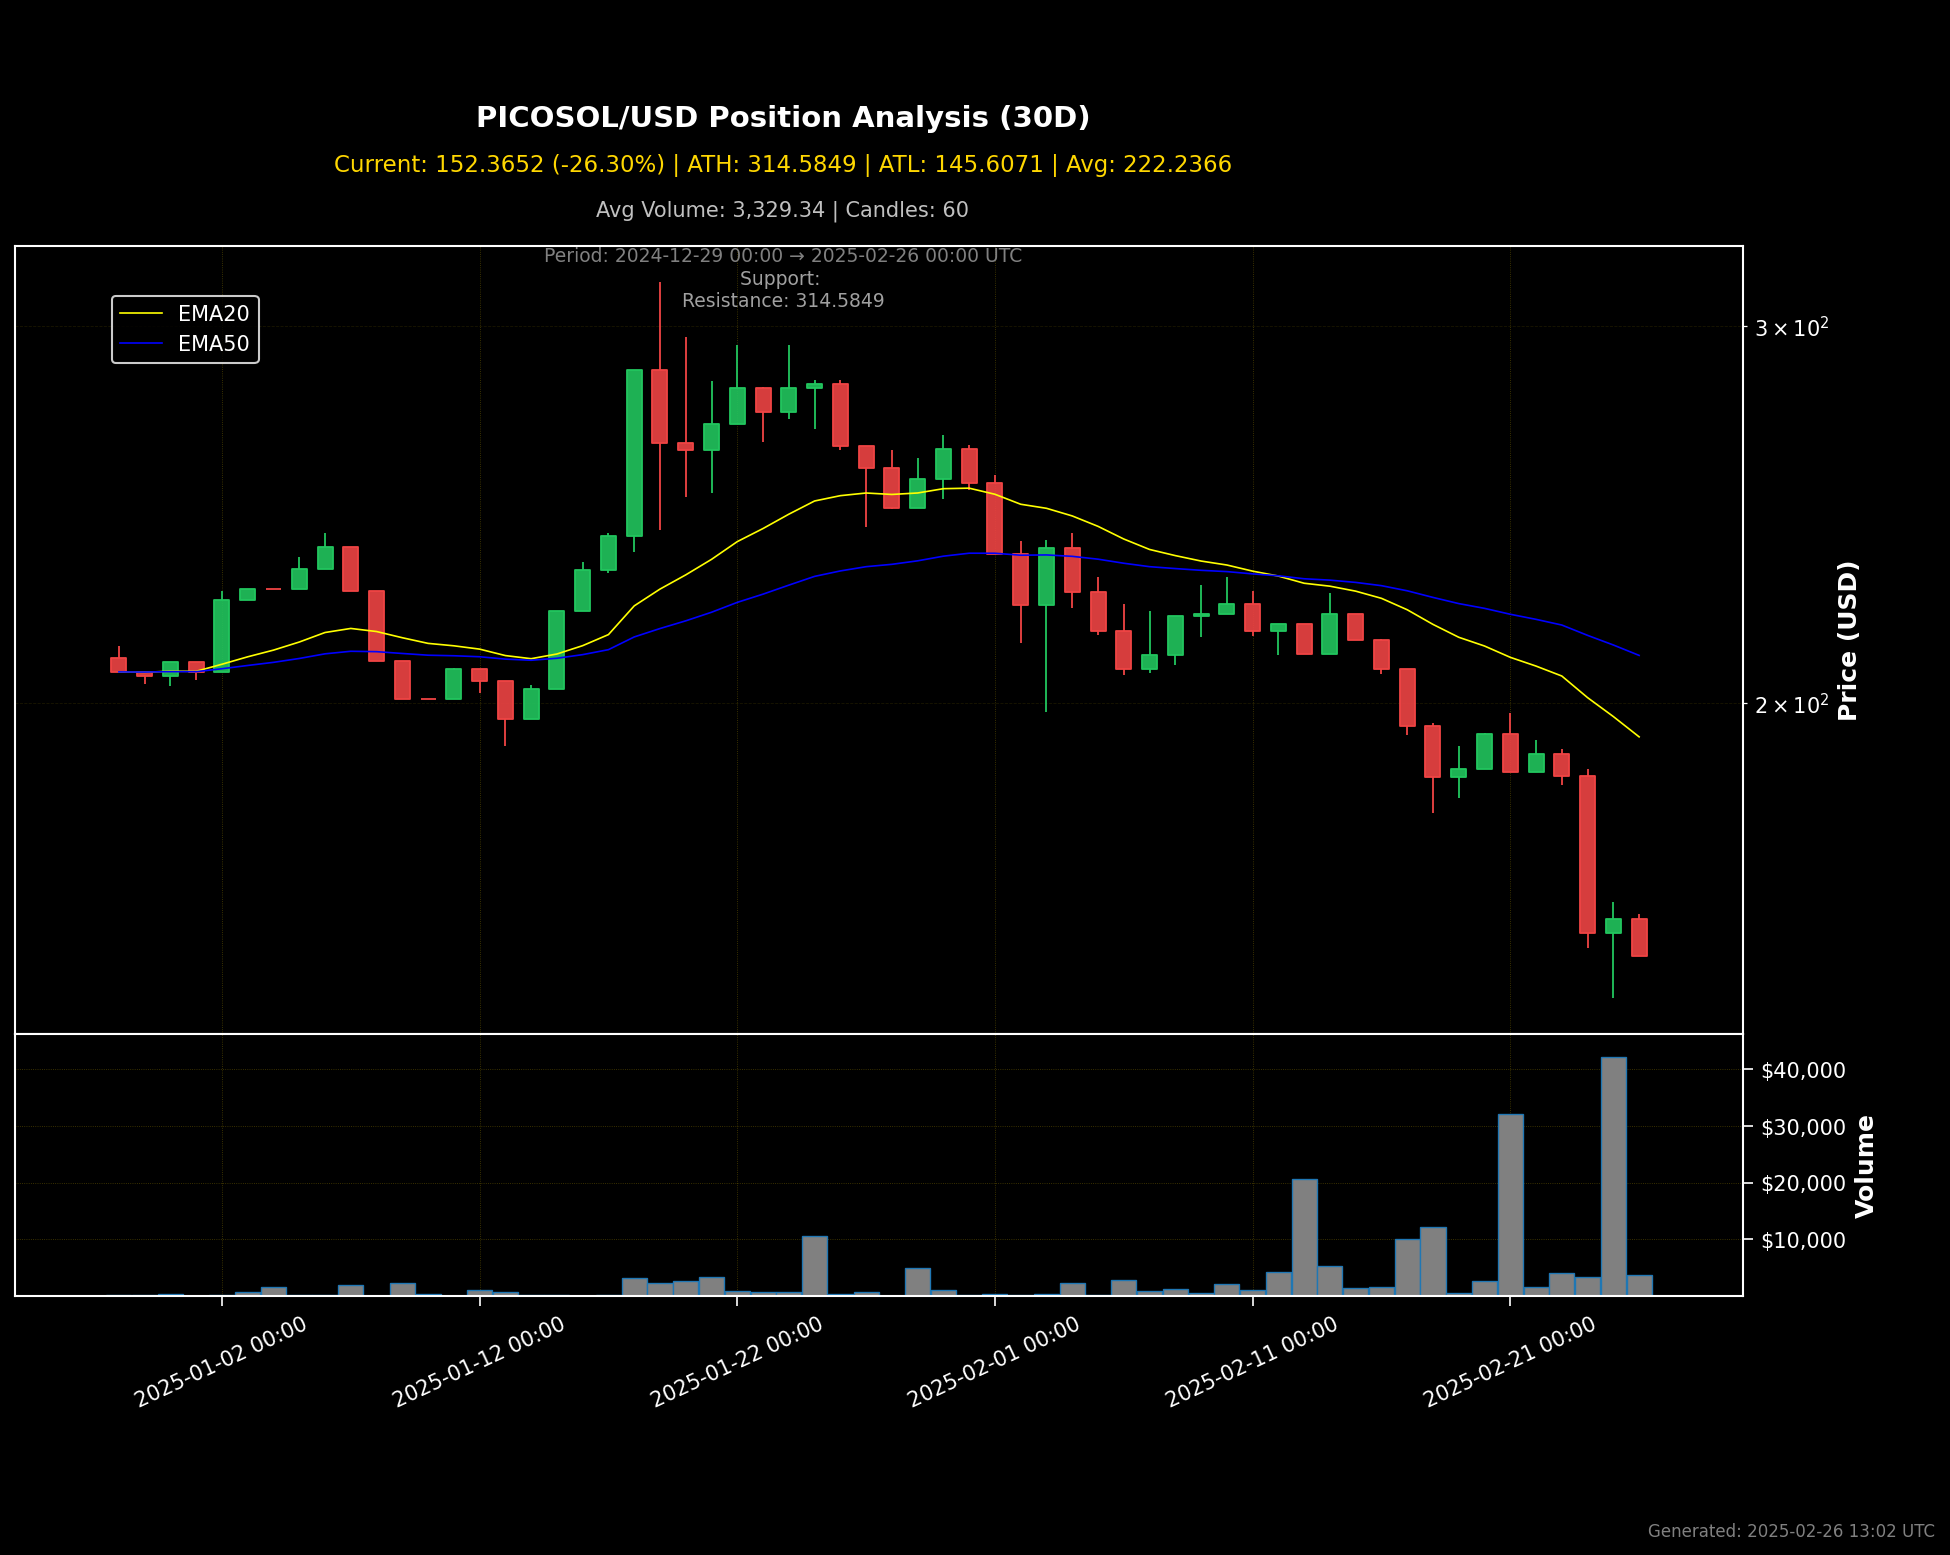 PICOSOL/USD Position Analysis (30D)
Current: 152.3652 (-26.30%) | ATH: 314.5849 | ATL: 145.6071 | Avg: 222.2366
Avg Volume: 3,329.34 | Candles: 60
Period: 2024-12-29 00:00 → 2025-02-26 00:00 UTC
Support:
Resistance: 314.5849
EMA20
EMA50
3 × 10²
2 × 10²
Price (USD)
$40,000
$30,000
$20,000
$10,000
Volume
2025-01-02 00:00
2025-01-12 00:00
2025-01-22 00:00
2025-02-01 00:00
2025-02-11 00:00
2025-02-21 00:00
Generated: 2025-02-26 13:02 UTC